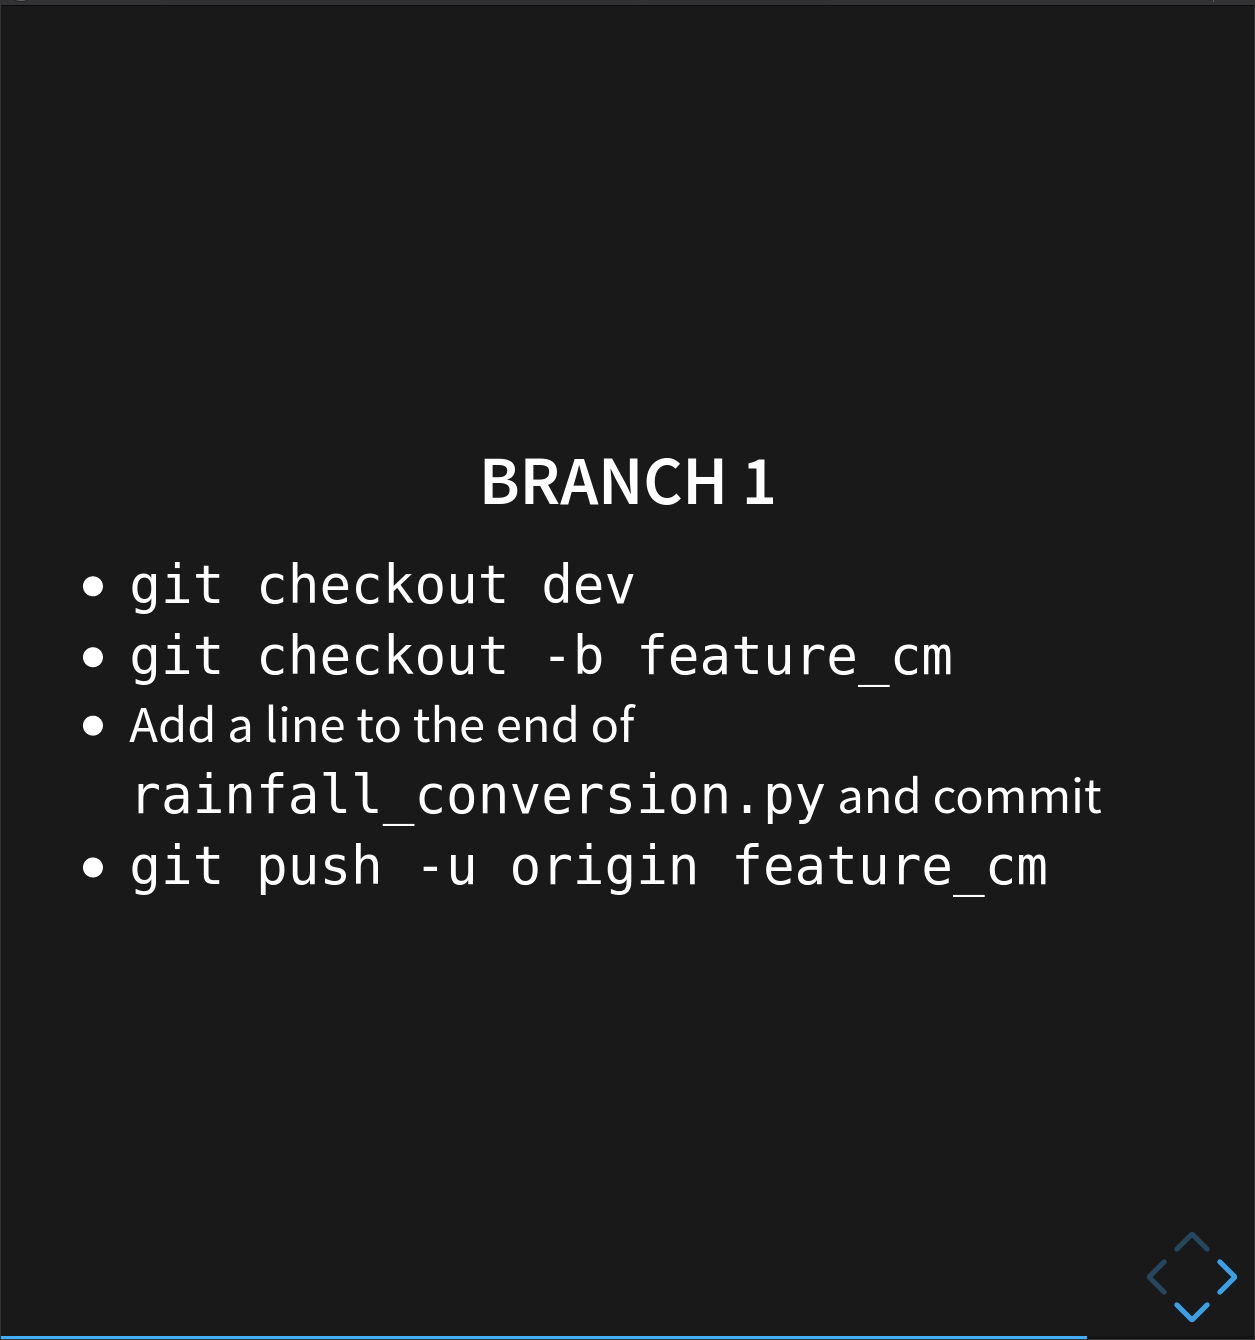 BRANCH 1
git checkout dev
git checkout -b feature_cm
Add a line to the end of
rainfall_conversion.py and commit
git push -u origin feature_cm